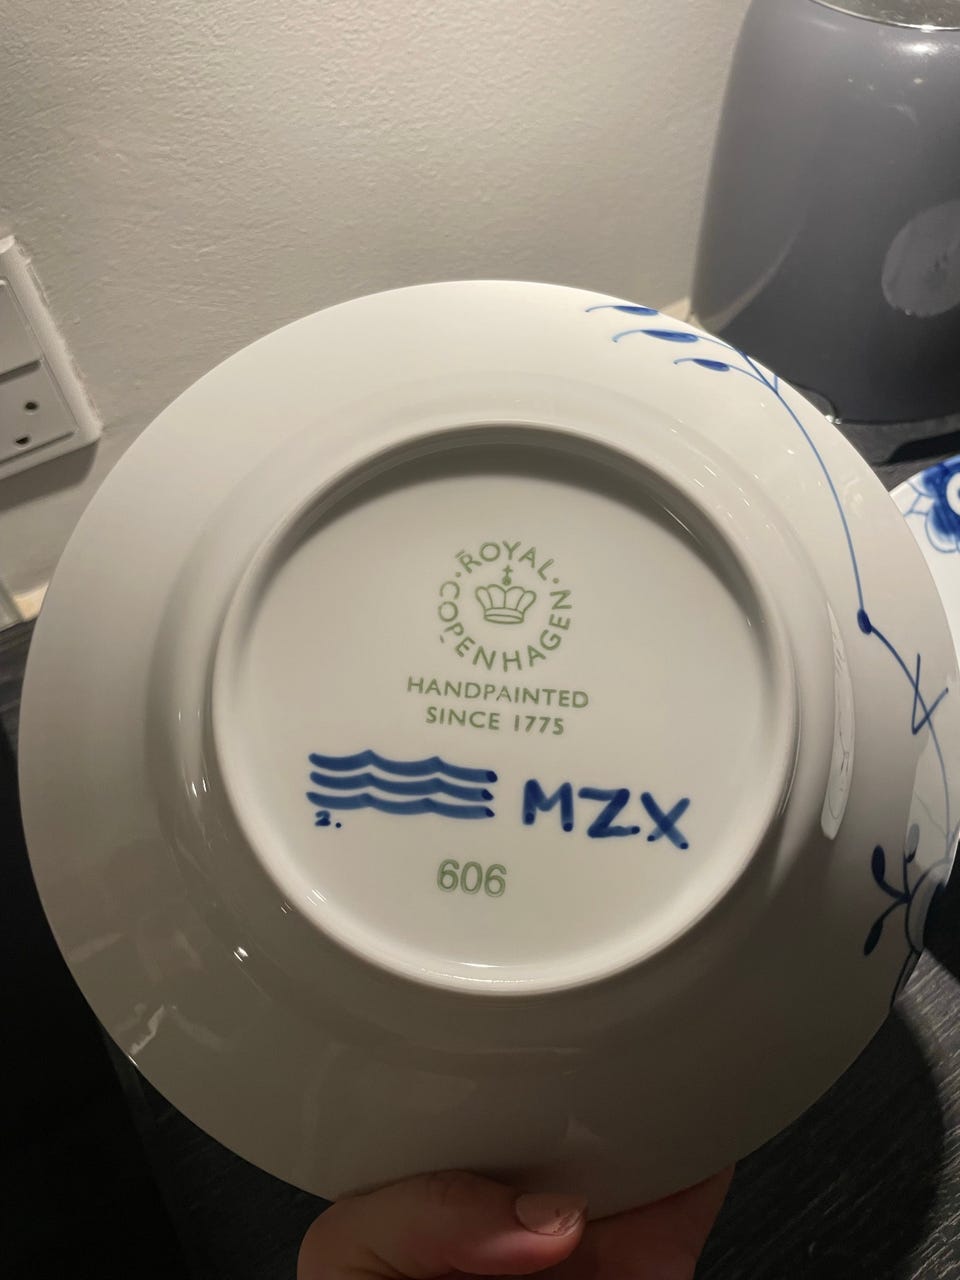 ROYAL
COPENHAGEN
HANDPAINTED
SINCE 1775
MZX
2.
606